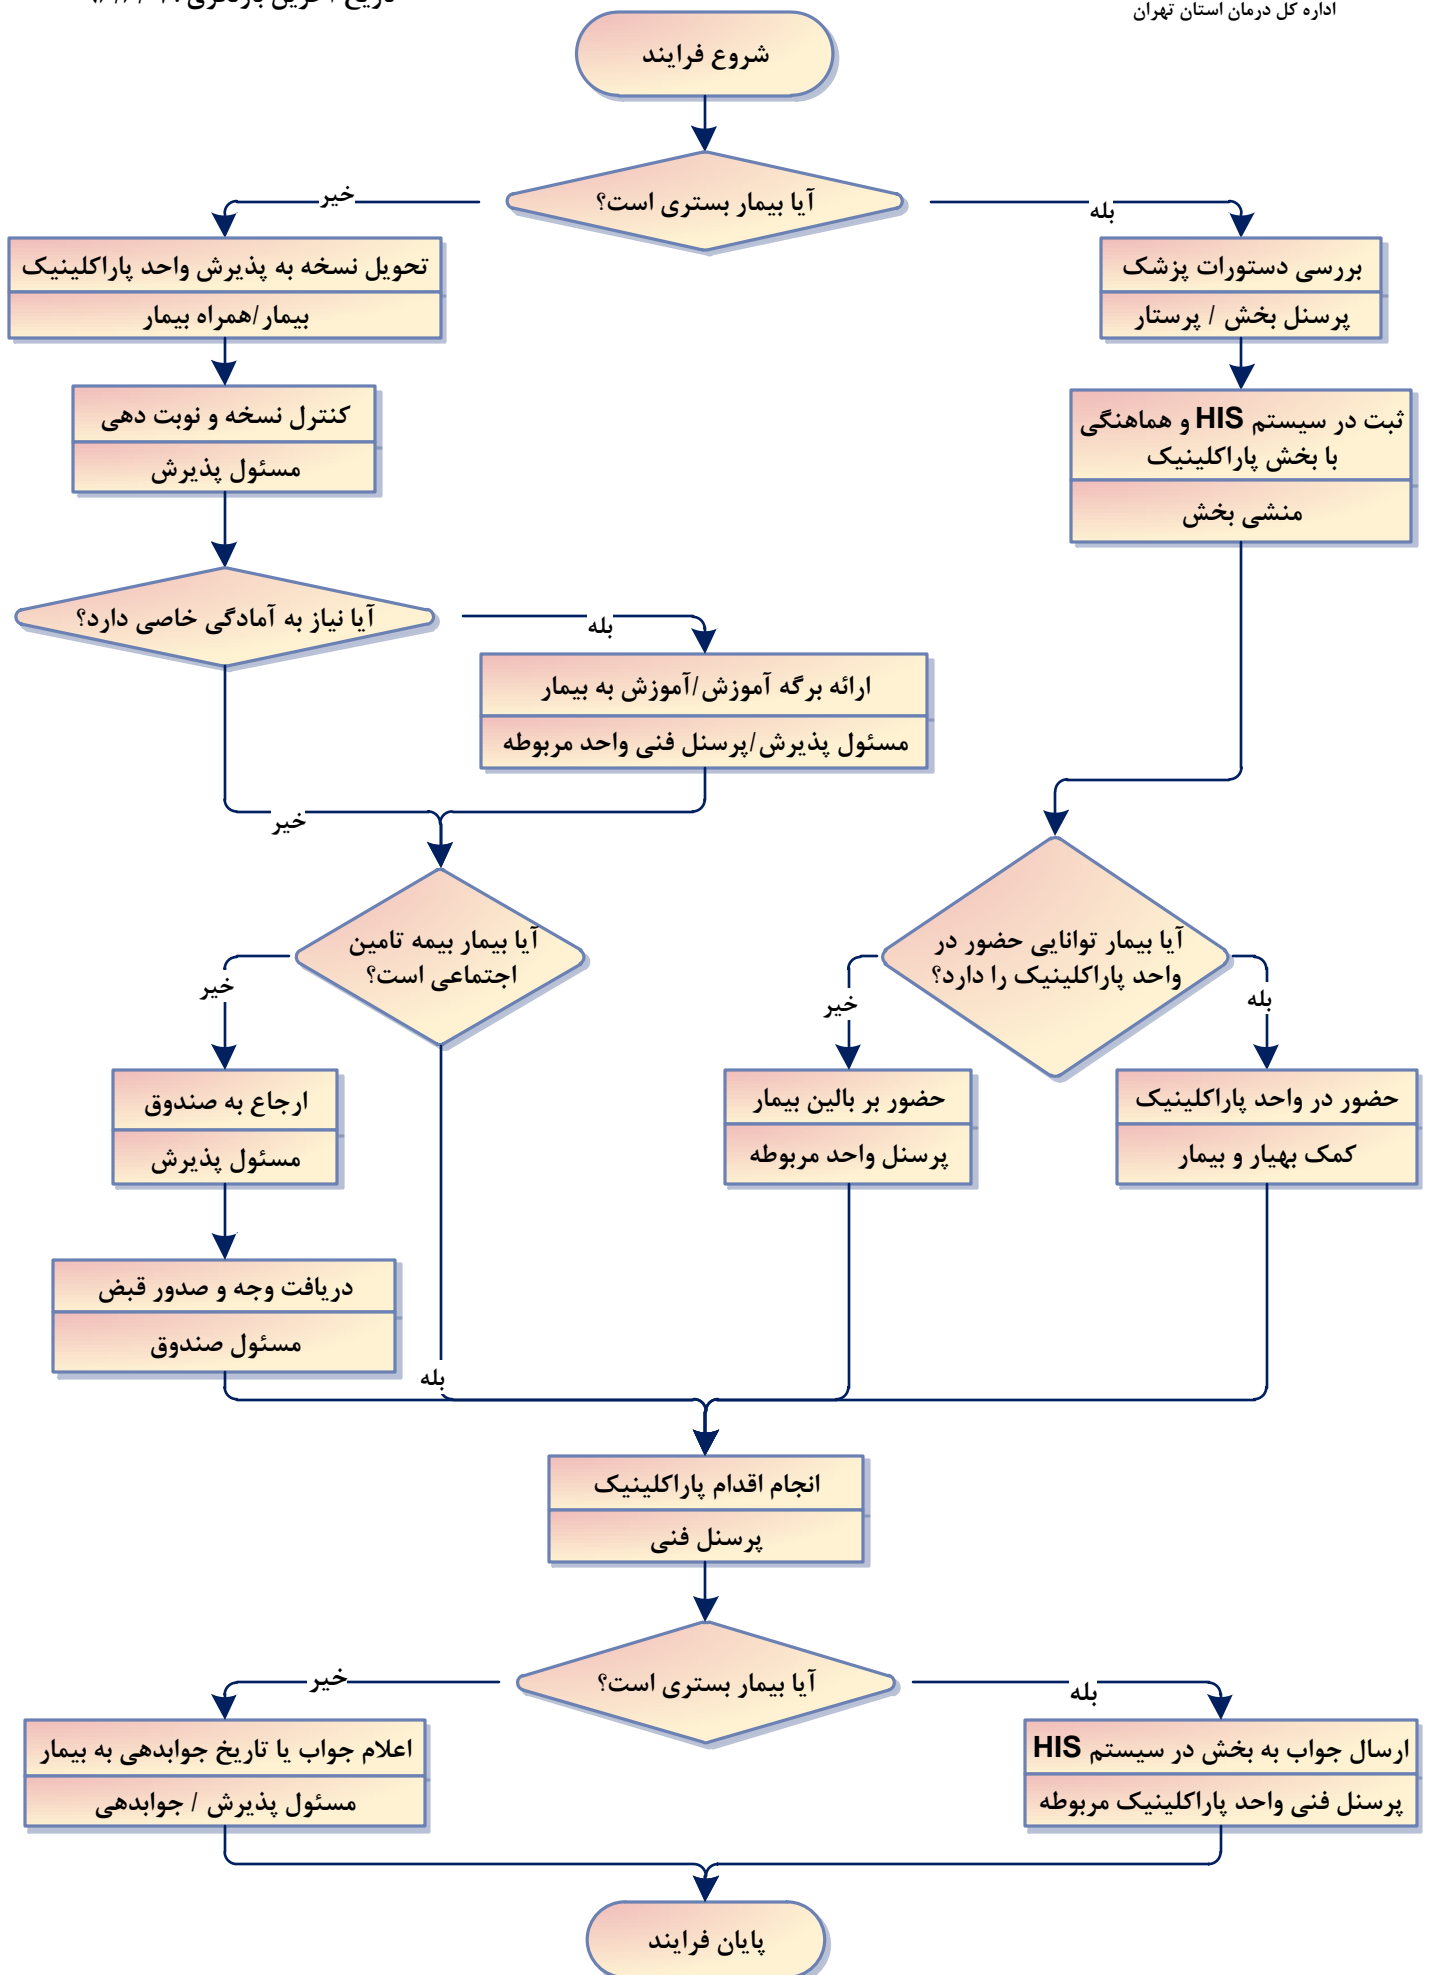 اداره کل درمان استان تهران
تاریخ آخرین بازنگری
شروع فرایند
آیا بیمار بستری است؟
خیر
بله
تحویل نسخه به پذیرش واحد پاراکلینیک
بیمار/همراه بیمار
بررسی دستورات پزشک
پرسنل بخش / پرستار
کنترل نسخه و نوبت دهی
مسئول پذیرش
ثبت در سیستم HIS و هماهنگی
با بخش پاراکلینیک
منشی بخش
آیا نیاز به آمادگی خاصی دارد؟
بله
ارائه برگه آموزش/آموزش به بیمار
مسئول پذیرش/پرسنل فنی واحد مربوطه
خیر
آیا بیمار بیمه تامین
اجتماعی است؟
خیر
آیا بیمار توانایی حضور در
واحد پاراکلینیک را دارد؟
خیر
بله
ارجاع به صندوق
مسئول پذیرش
حضور بر بالین بیمار
پرسنل واحد مربوطه
حضور در واحد پاراکلینیک
کمک بهیار و بیمار
دریافت وجه و صدور قبض
مسئول صندوق
بله
انجام اقدام پاراکلینیک
پرسنل فنی
آیا بیمار بستری است؟
خیر
بله
اعلام جواب یا تاریخ جوابدهی به بیمار
مسئول پذیرش / جوابدهی
ارسال جواب به بخش در سیستم HIS
پرسنل فنی واحد پاراکلینیک مربوطه
پایان فرایند